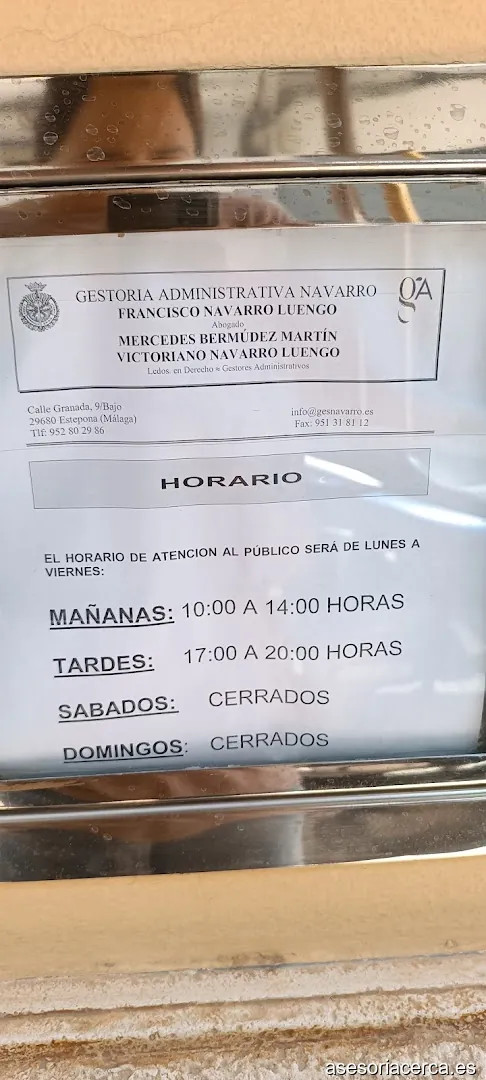 GESTORIA ADMINISTRATIVA NAVARRO
FRANCISCO NAVARRO LUENGO
Abogado
MERCEDES BERMÚDEZ MARTÍN
VICTORIANO NAVARRO LUENGO
Ledos. en Derecho ≈ Gestores Administrativos
gA
Calle Granada, 9/Bajo
29680 Estepona (Málaga)
Tlf: 952 80 29 86
info@gesnavarro.es
Fax: 951 31 81 12
HORARIO
EL HORARIO DE ATENCION AL PÚBLICO SERÁ DE LUNES A
VIERNES:
MAÑANAS: 10:00 A 14:00 HORAS
TARDES: 17:00 A 20:00 HORAS
SABADOS: CERRADOS
DOMINGOS: CERRADOS
asesoriacerca.es